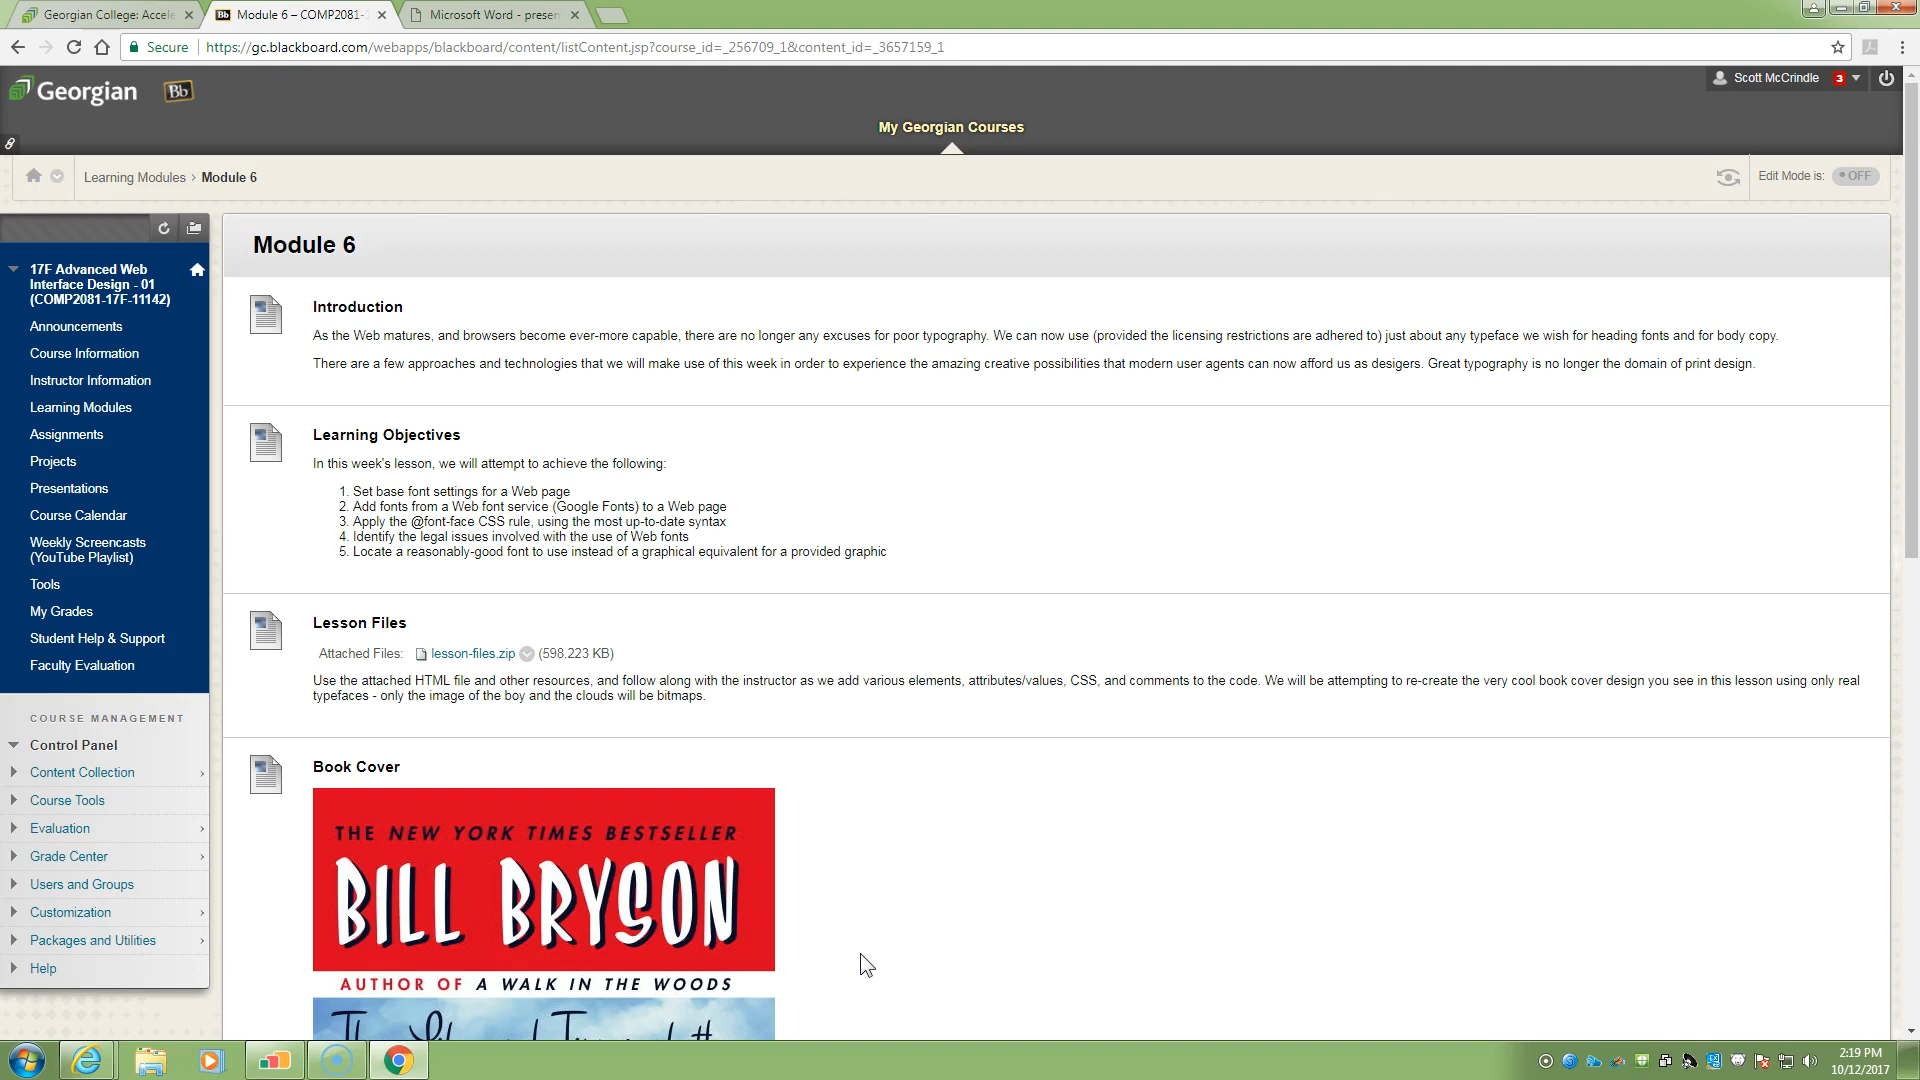 Georgian College: Accele
Module 6 – COMP2081-1
Microsoft Word - presen
Secure
https://gc.blackboard.com/webapps/blackboard/content/listContent.jsp?course_id=_256709_1&content_id=_3657159_1
Georgian
Bb
Scott McCrindle 3
My Georgian Courses
Learning Modules > Module 6
Edit Mode is: OFF
17F Advanced Web
Interface Design - 01
(COMP2081-17F-11142)
Announcements
Course Information
Instructor Information
Learning Modules
Assignments
Projects
Presentations
Course Calendar
Weekly Screencasts
(YouTube Playlist)
Tools
My Grades
Student Help & Support
Faculty Evaluation
COURSE MANAGEMENT
Control Panel
Content Collection
Course Tools
Evaluation
Grade Center
Users and Groups
Customization
Packages and Utilities
Help
Module 6
Introduction
As the Web matures, and browsers become ever-more capable, there are no longer any excuses for poor typography. We can now use (provided the licensing restrictions are adhered to) just about any typeface we wish for heading fonts and for body copy.
There are a few approaches and technologies that we will make use of this week in order to experience the amazing creative possibilities that modern user agents can now afford us as desigers. Great typography is no longer the domain of print design.
Learning Objectives
In this week's lesson, we will attempt to achieve the following:
1. Set base font settings for a Web page
2. Add fonts from a Web font service (Google Fonts) to a Web page
3. Apply the @font-face CSS rule, using the most up-to-date syntax
4. Identify the legal issues involved with the use of Web fonts
5. Locate a reasonably-good font to use instead of a graphical equivalent for a provided graphic
Lesson Files
Attached Files: lesson-files.zip (598.223 KB)
Use the attached HTML file and other resources, and follow along with the instructor as we add various elements, attributes/values, CSS, and comments to the code. We will be attempting to re-create the very cool book cover design you see in this lesson using only real
typefaces - only the image of the boy and the clouds will be bitmaps.
Book Cover
THE NEW YORK TIMES BESTSELLER
BILL BRYSON
AUTHOR OF A WALK IN THE WOODS
2:19 PM
10/12/2017